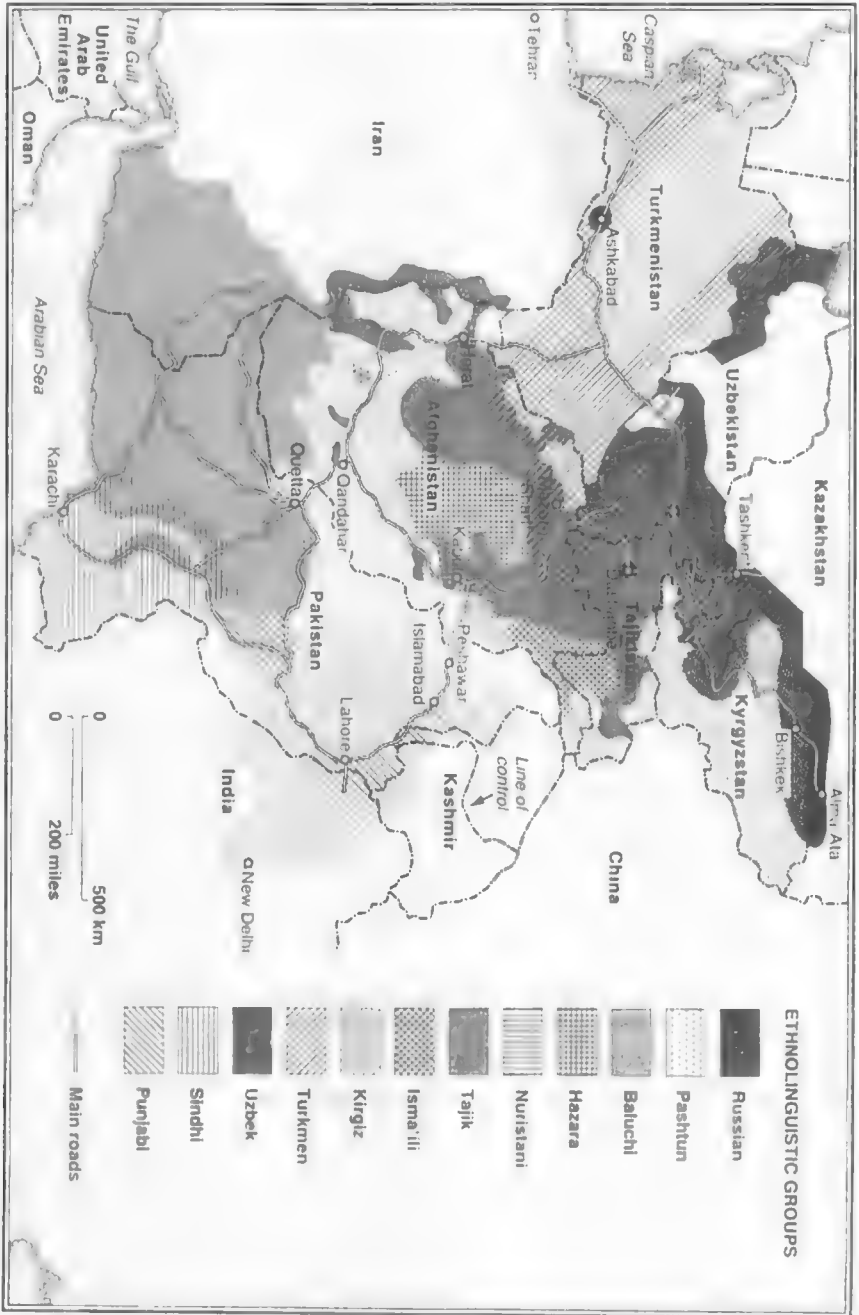 Kazakhstan
Alma Ata
Caspian
Sea
Uzbekistan
Tashkent
Bishkek
Turkmenistan
Kyrgyzstan
Ashkabad
Tehran
Tajikistan
China
Herat
Afghanistan
Kabul
Peshawar
Islamabad
Line of
control
Kashmir
Iran
Qandahar
Lahore
Quetta
Pakistan
India
New Delhi
The Gulf
United
Arab
Emirates
Oman
Arabian Sea
Karachi
0 500 km
0 200 miles
ETHNOLINGUISTIC GROUPS
Russian
Pashtun
Baluchi
Hazara
Nuristani
Tajik
Isma'ili
Kirgiz
Turkmen
Uzbek
Sindhi
Punjabi
Main roads